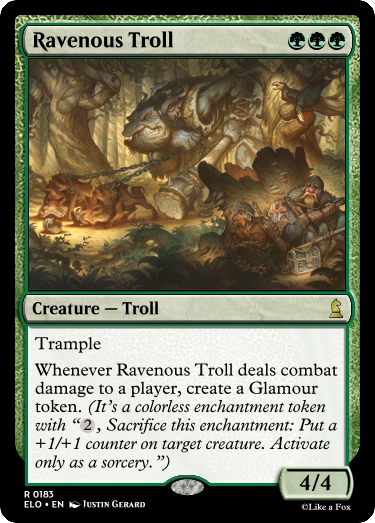 Ravenous Troll
Creature — Troll
Trample
Whenever Ravenous Troll deals combat
damage to a player, create a Glamour
token. (It's a colorless enchantment token
with "2, Sacrifice this enchantment: Put a
+1/+1 counter on target creature. Activate
only as a sorcery.")
4/4
R 0183
ELO • EN Justin Gerard
©Like a Fox